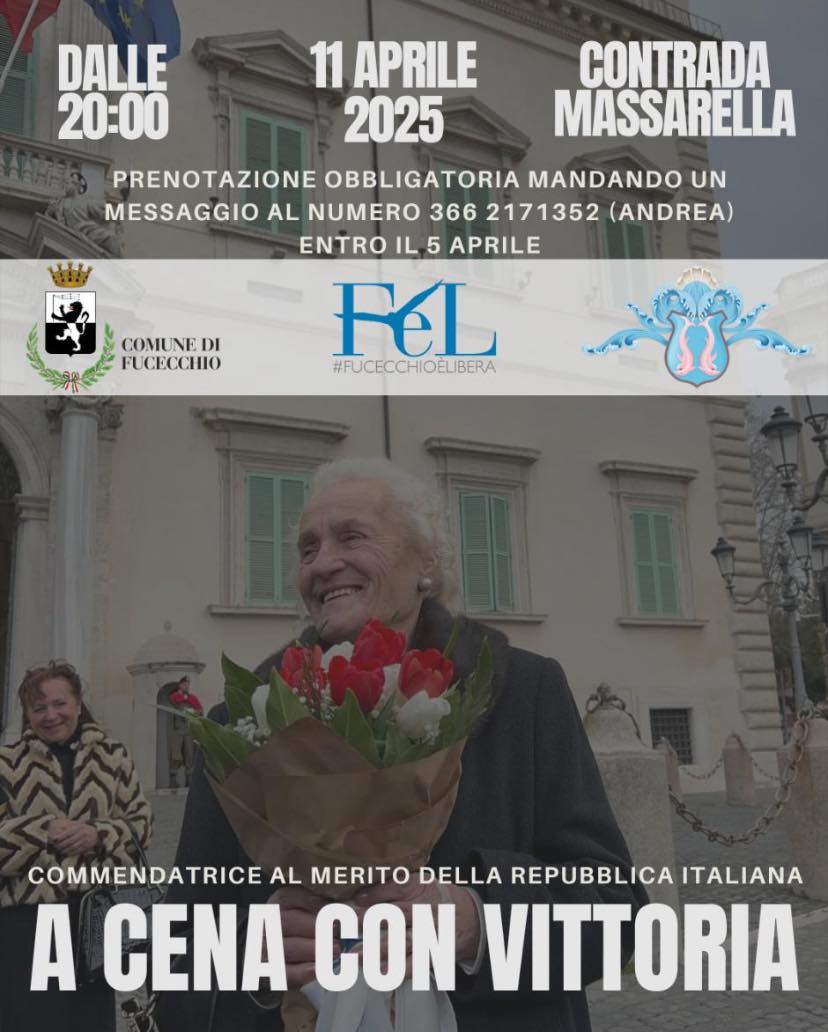 DALLE
20:00
11 APRILE
2025
CONTRADA
MASSARELLA
PRENOTAZIONE OBBLIGATORIA MANDANDO UN
MESSAGGIO AL NUMERO 366 2171352 (ANDREA)
ENTRO IL 5 APRILE
COMUNE DI
FUCECCHIO
FèL
#FUCECCHIOÈLIBERA
COMMENDATRICE AL MERITO DELLA REPUBBLICA ITALIANA
A CENA CON VITTORIA